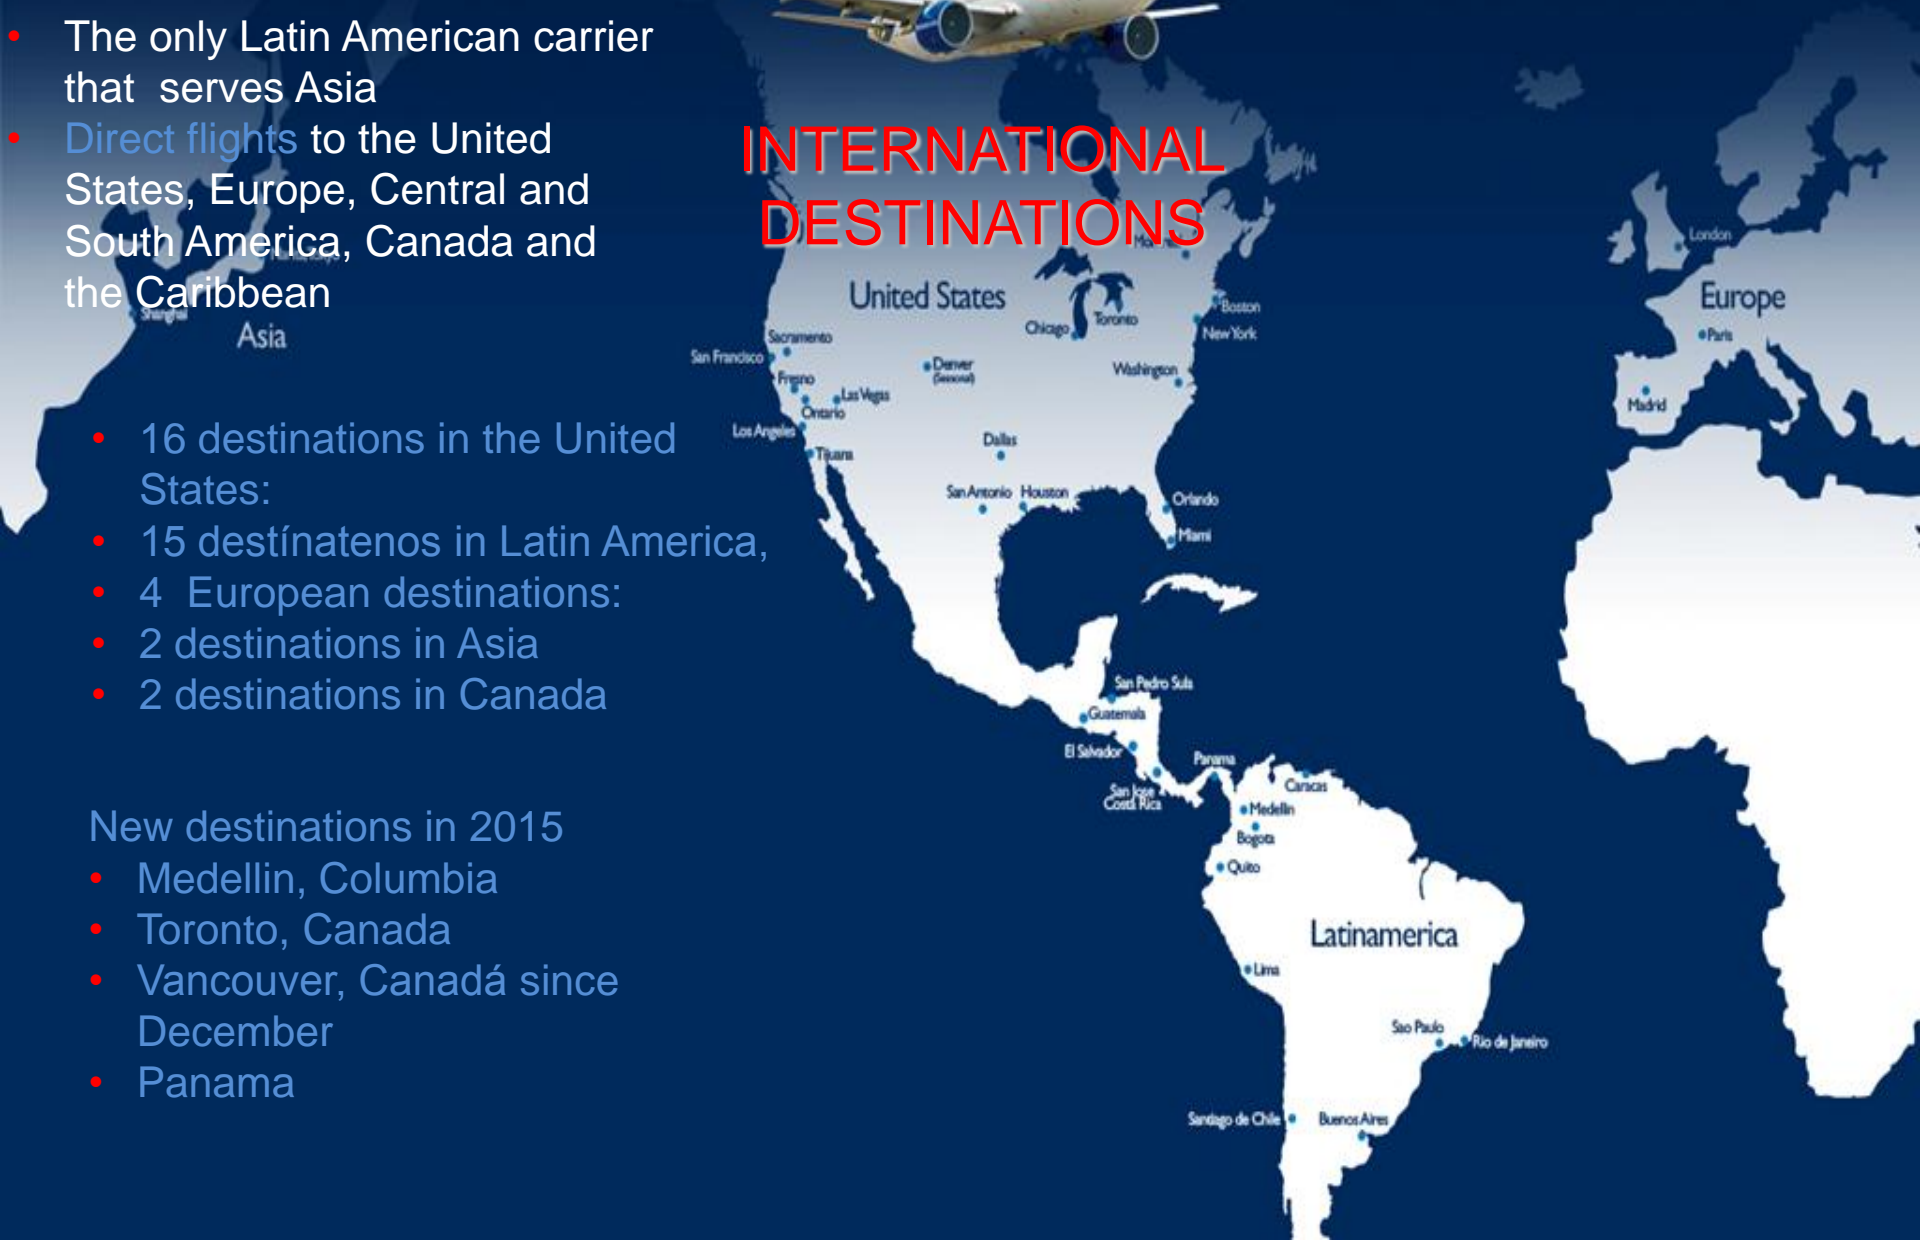 The only Latin American carrier
that serves Asia
Direct flights to the United
States, Europe, Central and
South America, Canada and
the Caribbean
INTERNATIONAL
DESTINATIONS
16 destinations in the United
States:
15 destínatenos in Latin America,
4 European destinations:
2 destinations in Asia
2 destinations in Canada
New destinations in 2015
Medellin, Columbia
Toronto, Canada
Vancouver, Canadá since
December
Panama
Shanghai
Asia
United States
Sacramento
San Francisco
Fresno
Las Vegas
Ontario
Los Angeles
Tijuana
Denver
(Seasonal)
Chicago
Toronto
Boston
New York
Washington
Dallas
San Antonio
Houston
Orlando
Miami
London
Europe
Paris
Madrid
San Pedro Sula
Guatemala
El Salvador
San Jose
Costa Rica
Panama
Caracas
Medellin
Bogota
Quito
Latinamerica
Lima
Sao Paulo
Rio de Janeiro
Santiago de Chile
Buenos Aires